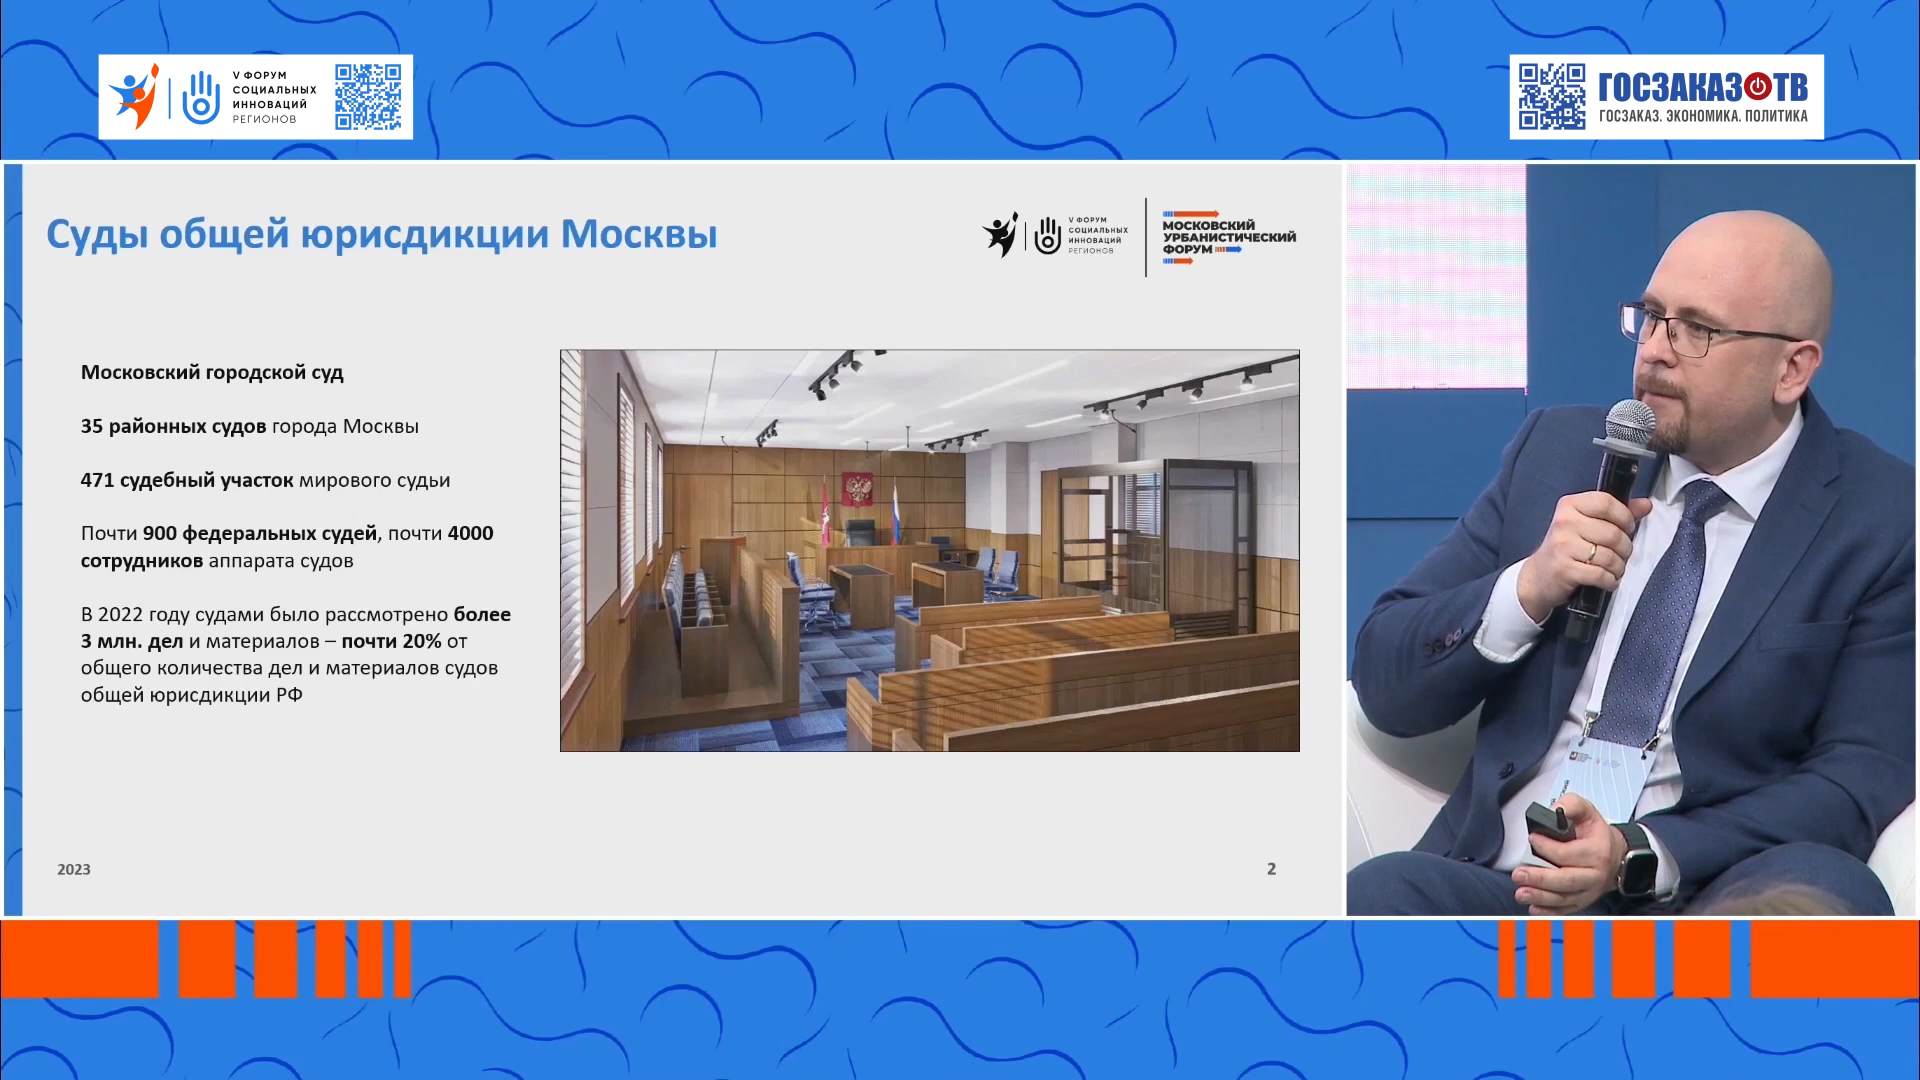 V ФОРУМ
СОЦИАЛЬНЫХ
ИННОВАЦИЙ
РЕГИОНОВ
ГОСЗАКАЗ ТВ
ГОСЗАКАЗ. ЭКОНОМИКА. ПОЛИТИКА
Суды общей юрисдикции Москвы
V ФОРУМ
СОЦИАЛЬНЫХ
ИННОВАЦИЙ
РЕГИОНОВ
МОСКОВСКИЙ
УРБАНИСТИЧЕСКИЙ
ФОРУМ
Московский городской суд
35 районных судов города Москвы
471 судебный участок мирового судьи
Почти 900 федеральных судей, почти 4000
сотрудников аппарата судов
В 2022 году судами было рассмотрено более
3 млн. дел и материалов – почти 20% от
общего количества дел и материалов судов
общей юрисдикции РФ
2023
2